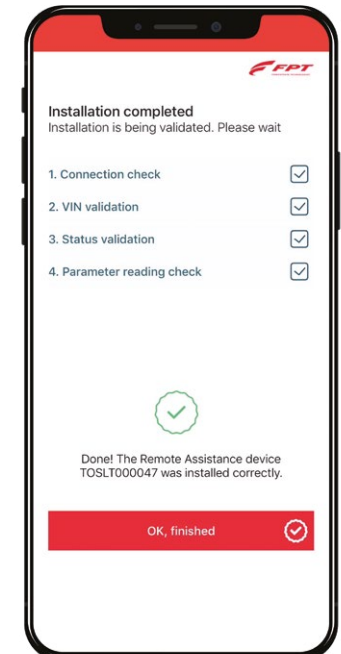 FPT
Installation completed
Installation is being validated. Please wait
1. Connection check
2. VIN validation
3. Status validation
4. Parameter reading check
Done! The Remote Assistance device
TOSLT000047 was installed correctly.
OK, finished